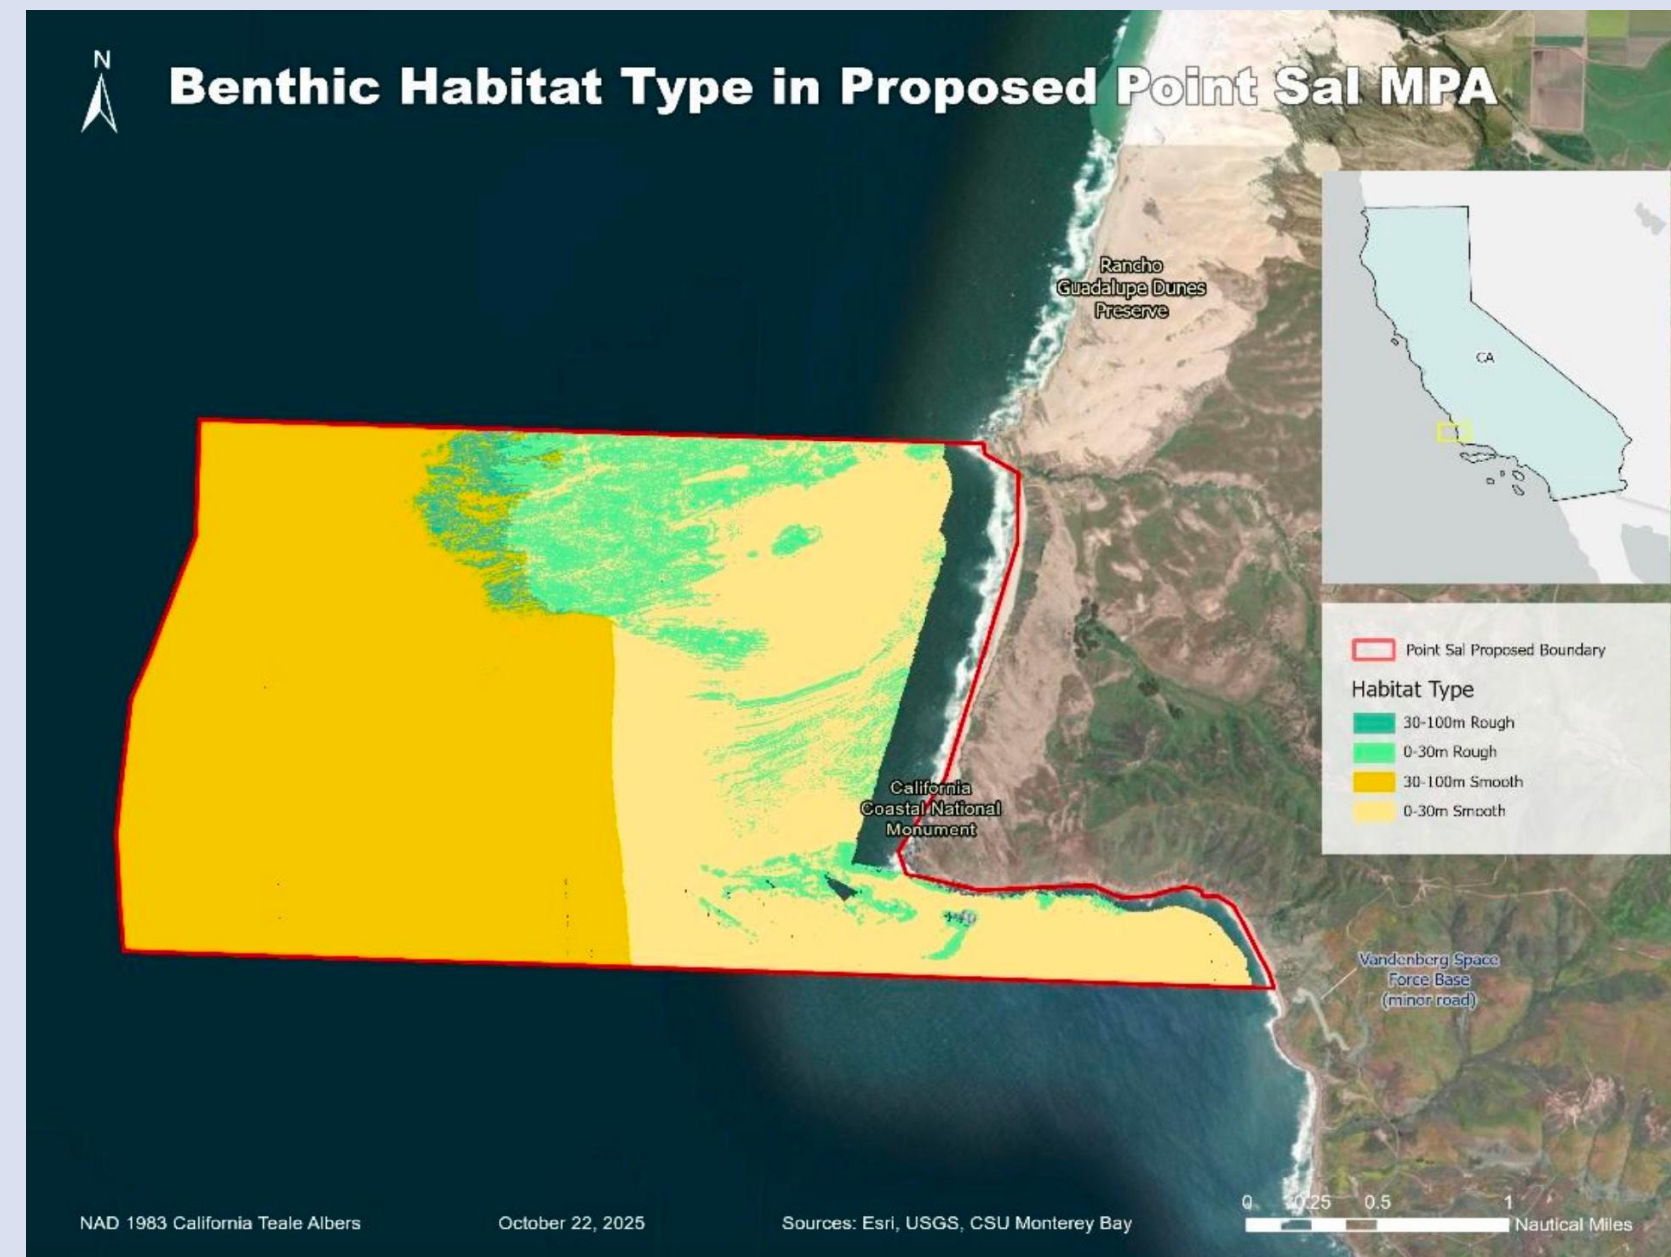 N
Benthic Habitat Type in Proposed Point Sal MPA
Rancho
Guadalupe Dunes
Preserve
CA
Point Sal Proposed Boundary
Habitat Type
30-100m Rough
0-30m Rough
30-100m Smooth
0-30m Smooth
California
Coastal National
Monument
Vandenberg Space
Force Base
(minor road)
0 0.25 0.5 1
Nautical Miles
NAD 1983 California Teale Albers
October 22, 2025
Sources: Esri, USGS, CSU Monterey Bay